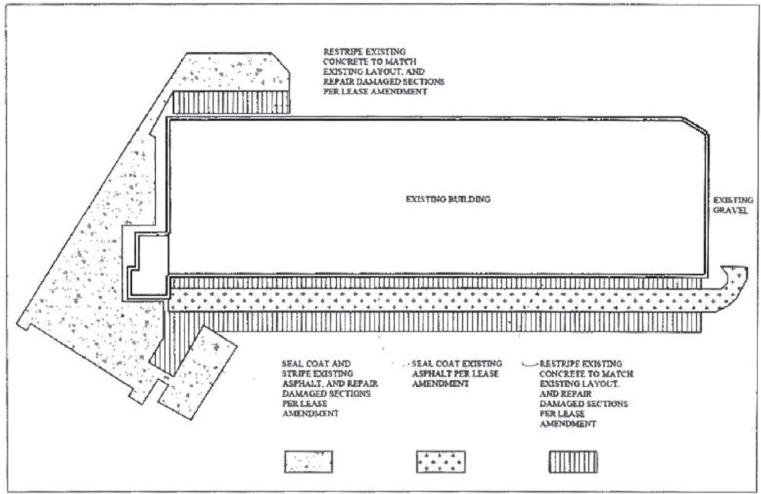 RESTRIPE EXISTING
CONCRETE TO MATCH
EXISTING LAYOUT, AND
REPAIR DAMAGED SECTIONS
PER LEASE AMENDMENT
EXISTING BUILDING
EXISTING
GRAVEL
SEAL COAT AND
STRIPE EXISTING
ASPHALT, AND REPAIR
DAMAGED SECTIONS
PER LEASE
AMENDMENT
SEAL COAT EXISTING
ASPHALT PER LEASE
AMENDMENT
RESTRIPE EXISTING
CONCRETE TO MATCH
EXISTING LAYOUT,
AND REPAIR
DAMAGED SECTIONS
PER LEASE
AMENDMENT